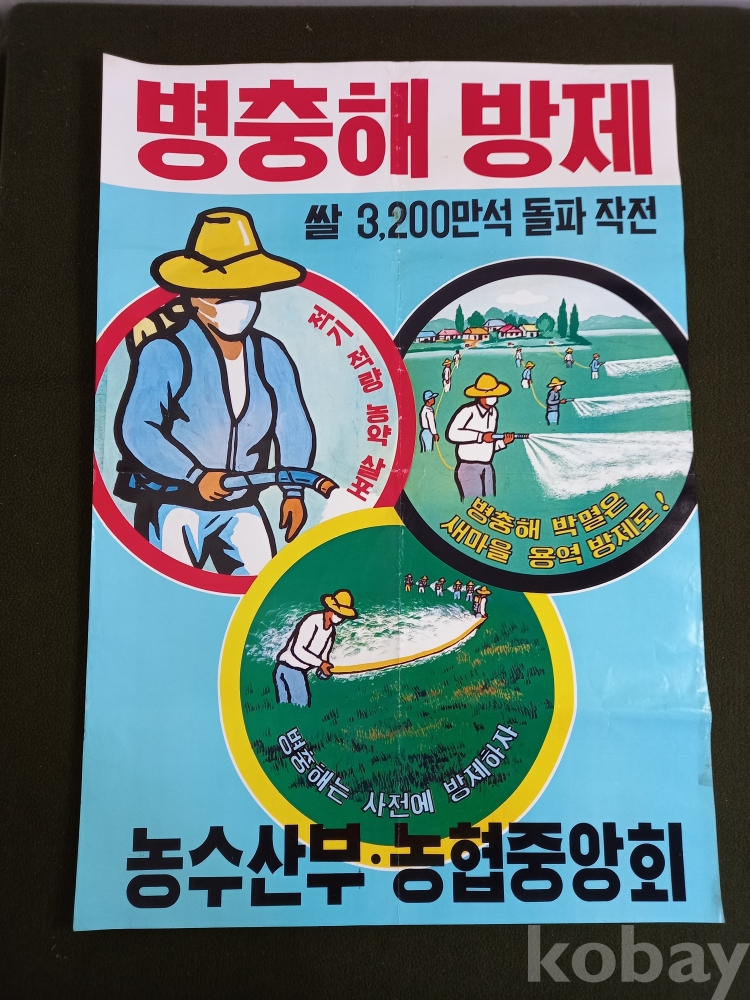 병충해 방제
쌀 3,200만석 돌파 작전
적기 적량 농약 살포
병충해 박멸은
새마을 용역 방제로!
병충해는 사전에 방제하자
농수산부·농협중앙회
kobay